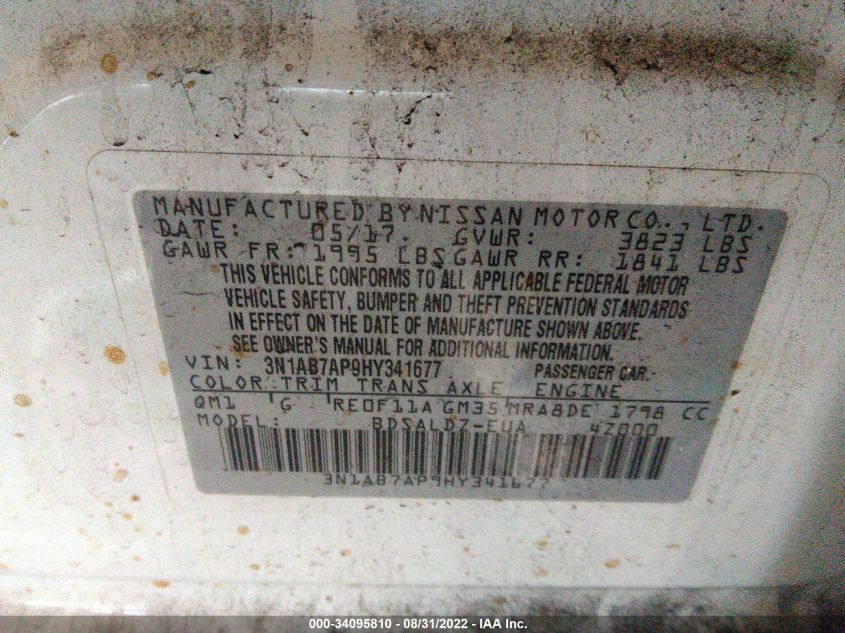 MANUFACTURED BY NISSAN MOTOR CO., LTD.
DATE: 05/17. GVWR: 3823 LBS
GAWR FR: 1995 LBS GAWR RR: 1841 LBS
THIS VEHICLE CONFORMS TO ALL APPLICABLE FEDERAL MOTOR
VEHICLE SAFETY, BUMPER AND THEFT PREVENTION STANDARDS
IN EFFECT ON THE DATE OF MANUFACTURE SHOWN ABOVE.
SEE OWNER'S MANUAL FOR ADDITIONAL INFORMATION.
VIN: 3N1AB7AP9HY341677 PASSENGER CAR.
COLOR TRIM TRANS AXLE ENGINE
QM1 G RE0F11A GM35 MRA8DE 1798 CC
MODEL: BDSALDZ-EUA 4Z000
3N1AB7AP9HY341677
000-34095810 - 08/31/2022 - IAA Inc.